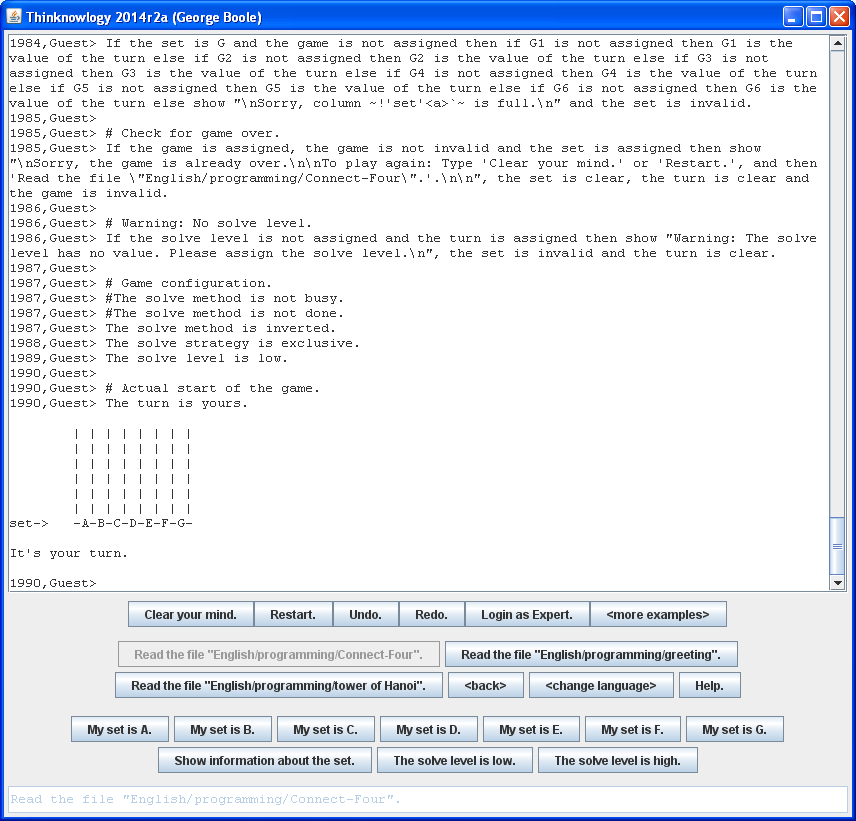 Thinknowlogy 2014r2a (George Boole)
1984,Guest> If the set is G and the game is not assigned then if G1 is not assigned then G1 is the
value of the turn else if G2 is not assigned then G2 is the value of the turn else if G3 is not
assigned then G3 is the value of the turn else if G4 is not assigned then G4 is the value of the turn
else if G5 is not assigned then G5 is the value of the turn else if G6 is not assigned then G6 is the
value of the turn else show "\nSorry, column ~!'set'<a>`~ is full.\n" and the set is invalid.
1985,Guest>
1985,Guest> # Check for game over.
1985,Guest> If the game is assigned, the game is not invalid and the set is assigned then show
"\nSorry, the game is already over.\n\nTo play again: Type 'Clear your mind.' or 'Restart.', and then
'Read the file \"English/programming/Connect-Four\".'.\n\n", the set is clear, the turn is clear and
the game is invalid.
1986,Guest>
1986,Guest> # Warning: No solve level.
1986,Guest> If the solve level is not assigned and the turn is assigned then show "Warning: The solve
level has no value. Please assign the solve level.\n", the set is invalid and the turn is clear.
1987,Guest>
1987,Guest> # Game configuration.
1987,Guest> #The solve method is not busy.
1987,Guest> #The solve method is not done.
1987,Guest> The solve method is inverted.
1988,Guest> The solve strategy is exclusive.
1989,Guest> The solve level is low.
1990,Guest>
1990,Guest> # Actual start of the game.
1990,Guest> The turn is yours.
| | | | | | | |
| | | | | | | |
| | | | | | | |
| | | | | | | |
| | | | | | | |
| | | | | | | |
set-> -A-B-C-D-E-F-G-
It's your turn.
1990,Guest>
Clear your mind. Restart. Undo. Redo. Login as Expert. <more examples>
Read the file "English/programming/Connect-Four". Read the file "English/programming/greeting".
Read the file "English/programming/tower of Hanoi". <back> <change language> Help.
My set is A. My set is B. My set is C. My set is D. My set is E. My set is F. My set is G.
Show information about the set. The solve level is low. The solve level is high.
Read the file "English/programming/Connect-Four".